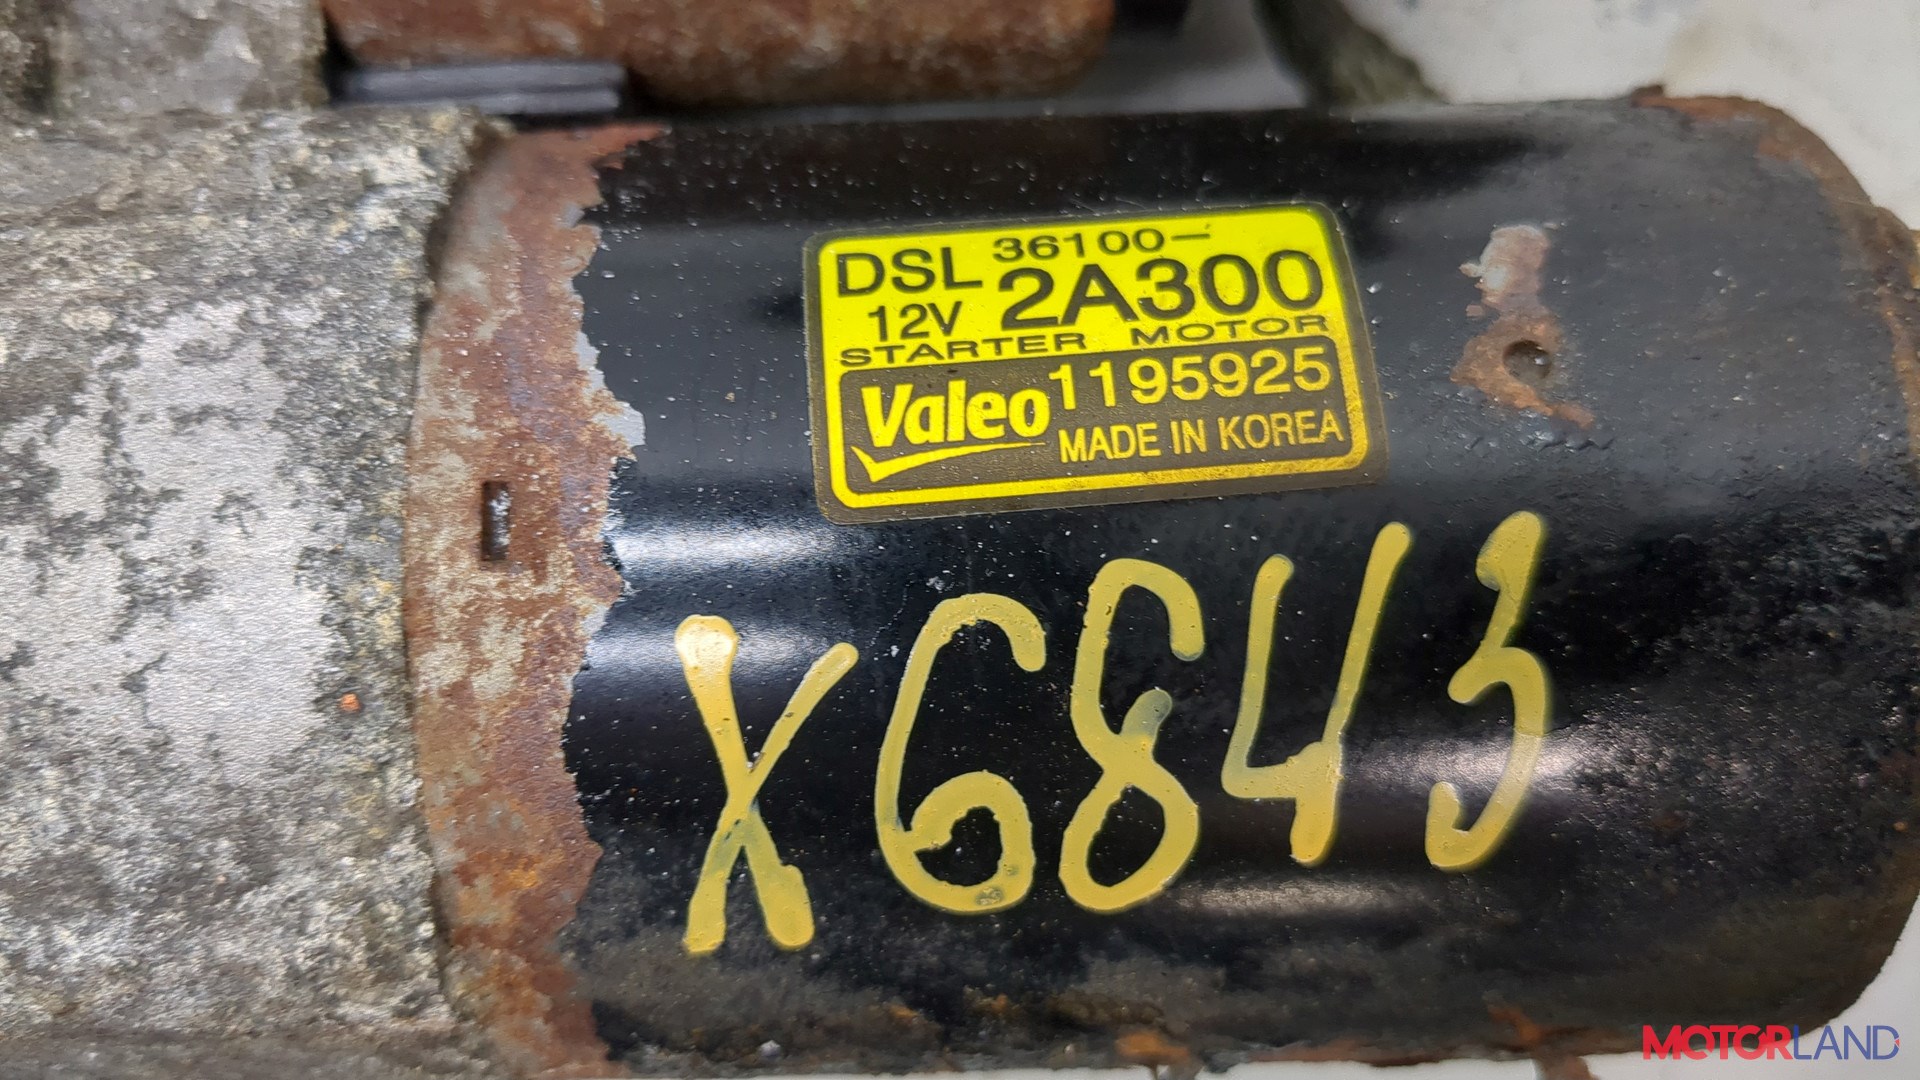 DSL 36100-
12V 2A300
STARTER MOTOR
Valeo 1195925
MADE IN KOREA
X6843
MOTORLAND